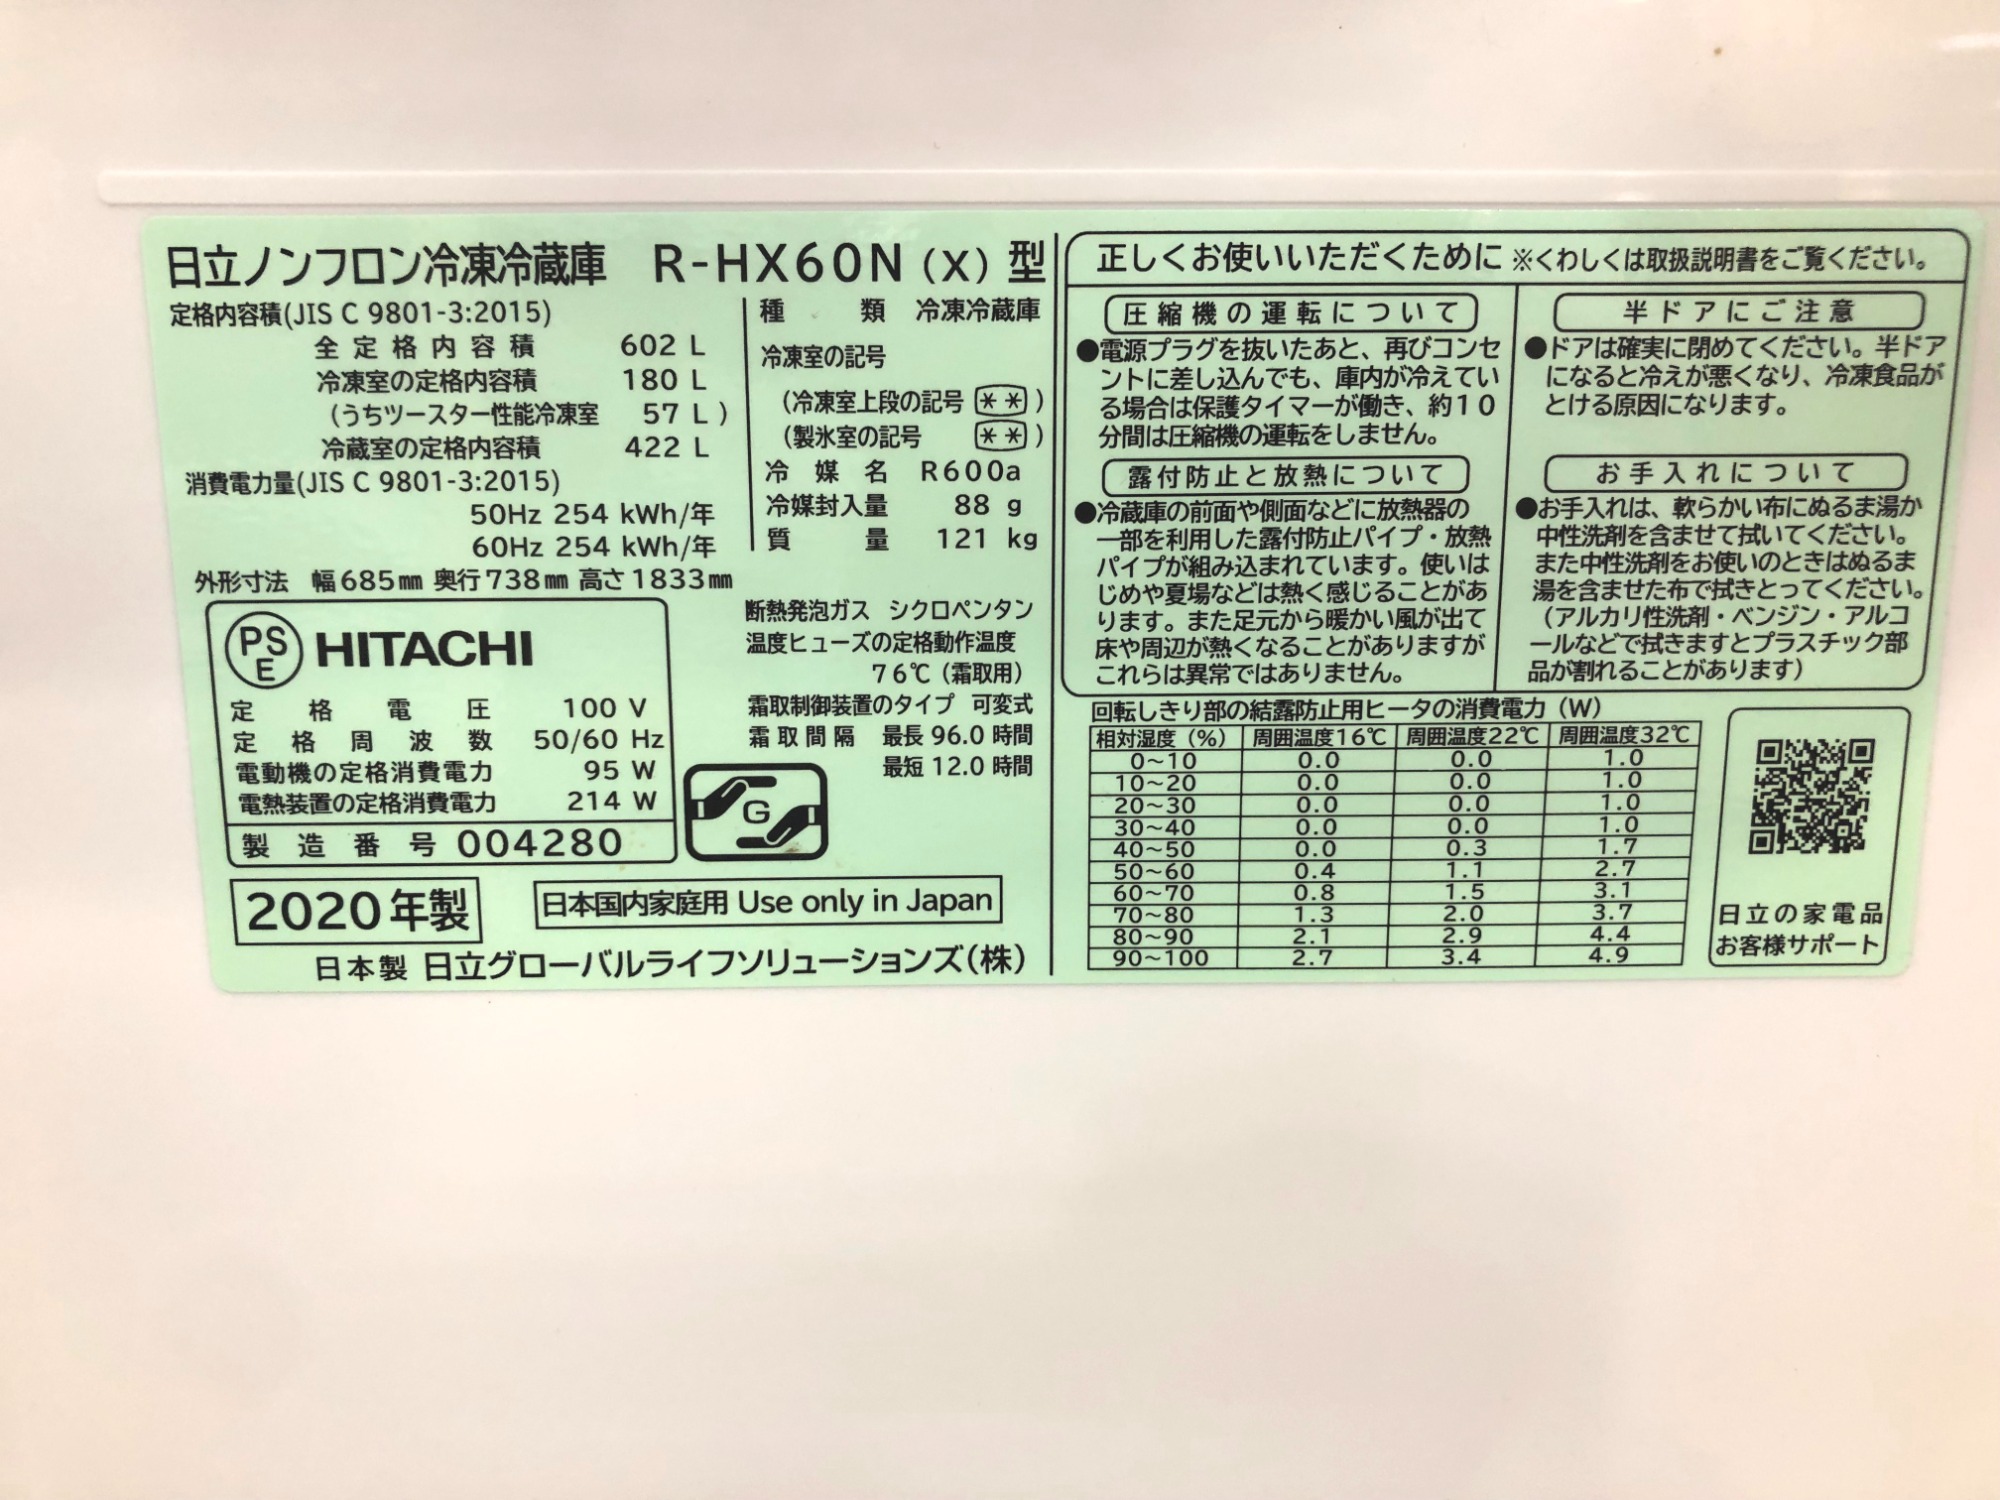 日立ノンフロン冷凍冷蔵庫 R-HX60N(X)型
定格内容積(JIS C 9801-3:2015)
全定格内容積 602 L
冷凍室の定格内容積 180 L
(うちツースター性能冷凍室 57 L)
冷蔵室の定格内容積 422 L
消費電力量(JIS C 9801-3:2015)
50Hz 254 kWh/年
60Hz 254 kWh/年
外形寸法 幅685㎜ 奥行738㎜ 高さ1833㎜
種類 冷凍冷蔵庫
冷凍室の記号
(冷凍室上段の記号 **)
(製氷室の記号 **)
冷媒名 R600a
冷媒封入量 88 g
質量 121 kg
PS
E
HITACHI
定格電圧 100 V
定格周波数 50/60 Hz
電動機の定格消費電力 95 W
電熱装置の定格消費電力 214 W
製造番号 004280
断熱発泡ガス シクロペンタン
温度ヒューズの定格動作温度
76℃(霜取用)
霜取制御装置のタイプ 可変式
霜取間隔 最長 96.0 時間
最短 12.0 時間
G
2020年製
日本国内家庭用 Use only in Japan
日本製 日立グローバルライフソリューションズ(株)
正しくお使いいただくために ※くわしくは取扱説明書をご覧ください。
圧縮機の運転について
●電源プラグを抜いたあと、再びコンセ
ントに差し込んでも、庫内が冷えてい
る場合は保護タイマーが働き、約10
分間は圧縮機の運転をしません。
露付防止と放熱について
●冷蔵庫の前面や側面などに放熱器の
一部を利用した露付防止パイプ・放熱
パイプが組み込まれています。使いは
じめや夏場などは熱く感じることがあ
ります。また足元から暖かい風が出て
床や周辺が熱くなることがありますが
これらは異常ではありません。
半ドアにご注意
●ドアは確実に閉めてください。半ドア
になると冷えが悪くなり、冷凍食品が
とける原因になります。
お手入れについて
●お手入れは、軟らかい布にぬるま湯か
中性洗剤を含ませて拭いてください。
また中性洗剤をお使いのときはぬるま
湯を含ませた布で拭きとってください。
(アルカリ性洗剤・ベンジン・アルコ
ールなどで拭きますとプラスチック部
品が割れることがあります)
回転しきり部の結露防止用ヒータの消費電力(W)
相対湿度(%) 周囲温度16℃ 周囲温度22℃ 周囲温度32℃
0~10 0.0 0.0 1.0
10~20 0.0 0.0 1.0
20~30 0.0 0.0 1.0
30~40 0.0 0.0 1.0
40~50 0.0 0.3 1.7
50~60 0.4 1.1 2.7
60~70 0.8 1.5 3.1
70~80 1.3 2.0 3.7
80~90 2.1 2.9 4.4
90~100 2.7 3.4 4.9
日立の家電品
お客様サポート